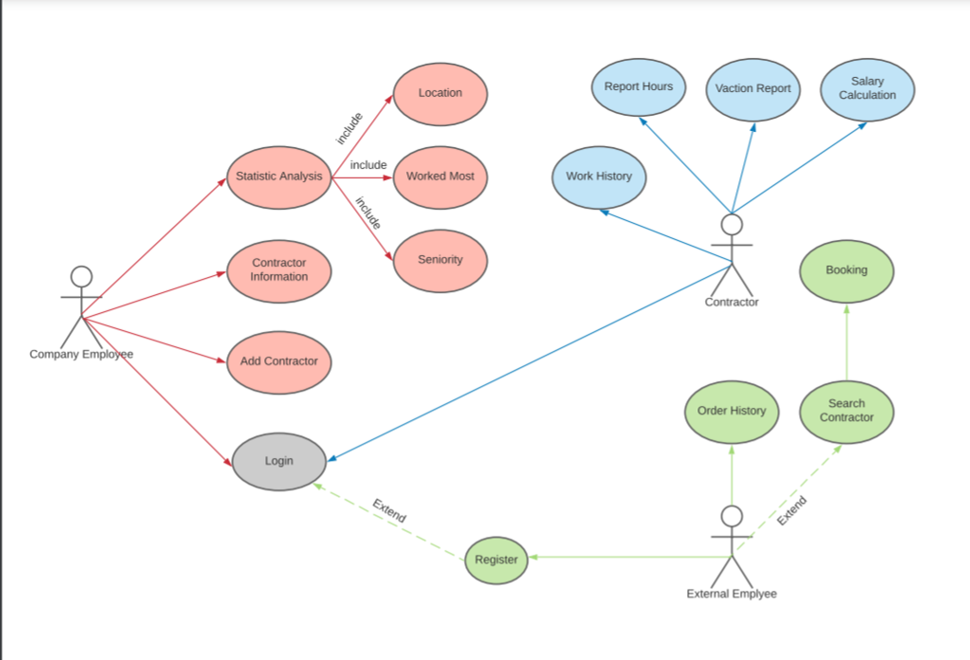 Location
include
Statistic Analysis
include
Worked Most
include
Seniority
Contractor
Information
Company Employee
Add Contractor
Login
Report Hours
Vaction Report
Salary
Calculation
Work History
Contractor
Booking
Order History
Search
Contractor
Extend
Extend
Register
External Emplyee